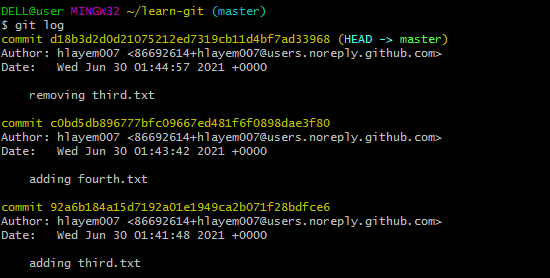 DELL@user MINGW32 ~/learn-git (master)
$ git log
commit d18b3d2d0d21075212ed7319cb11d4bf7ad33968 (HEAD -> master)
Author: hlayem007 <86692614+hlayem007@users.noreply.github.com>
Date:   Wed Jun 30 01:44:57 2021 +0000
removing third.txt
commit c0bd5db896777bfc09667ed481f6f0898dae3f80
Author: hlayem007 <86692614+hlayem007@users.noreply.github.com>
Date:   Wed Jun 30 01:43:42 2021 +0000
adding fourth.txt
commit 92a6b184a15d7192a01e1949ca2b071f28bdfce6
Author: hlayem007 <86692614+hlayem007@users.noreply.github.com>
Date:   Wed Jun 30 01:41:48 2021 +0000
adding third.txt